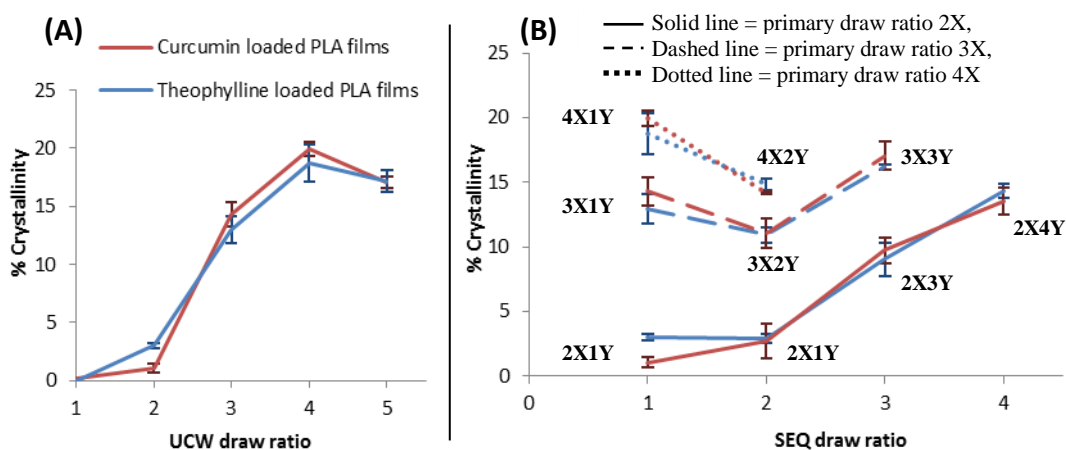 (A)
Curcumin loaded PLA films
Theophylline loaded PLA films
25
20
15
10
5
0
% Crystallinity
1 2 3 4 5
UCW draw ratio
(B)
Solid line = primary draw ratio 2X,
Dashed line = primary draw ratio 3X,
Dotted line = primary draw ratio 4X
25
20
15
10
5
0
% Crystallinity
4X1Y
4X2Y
3X3Y
3X1Y
3X2Y
2X4Y
2X3Y
2X1Y
2X1Y
0 1 2 3 4
SEQ draw ratio